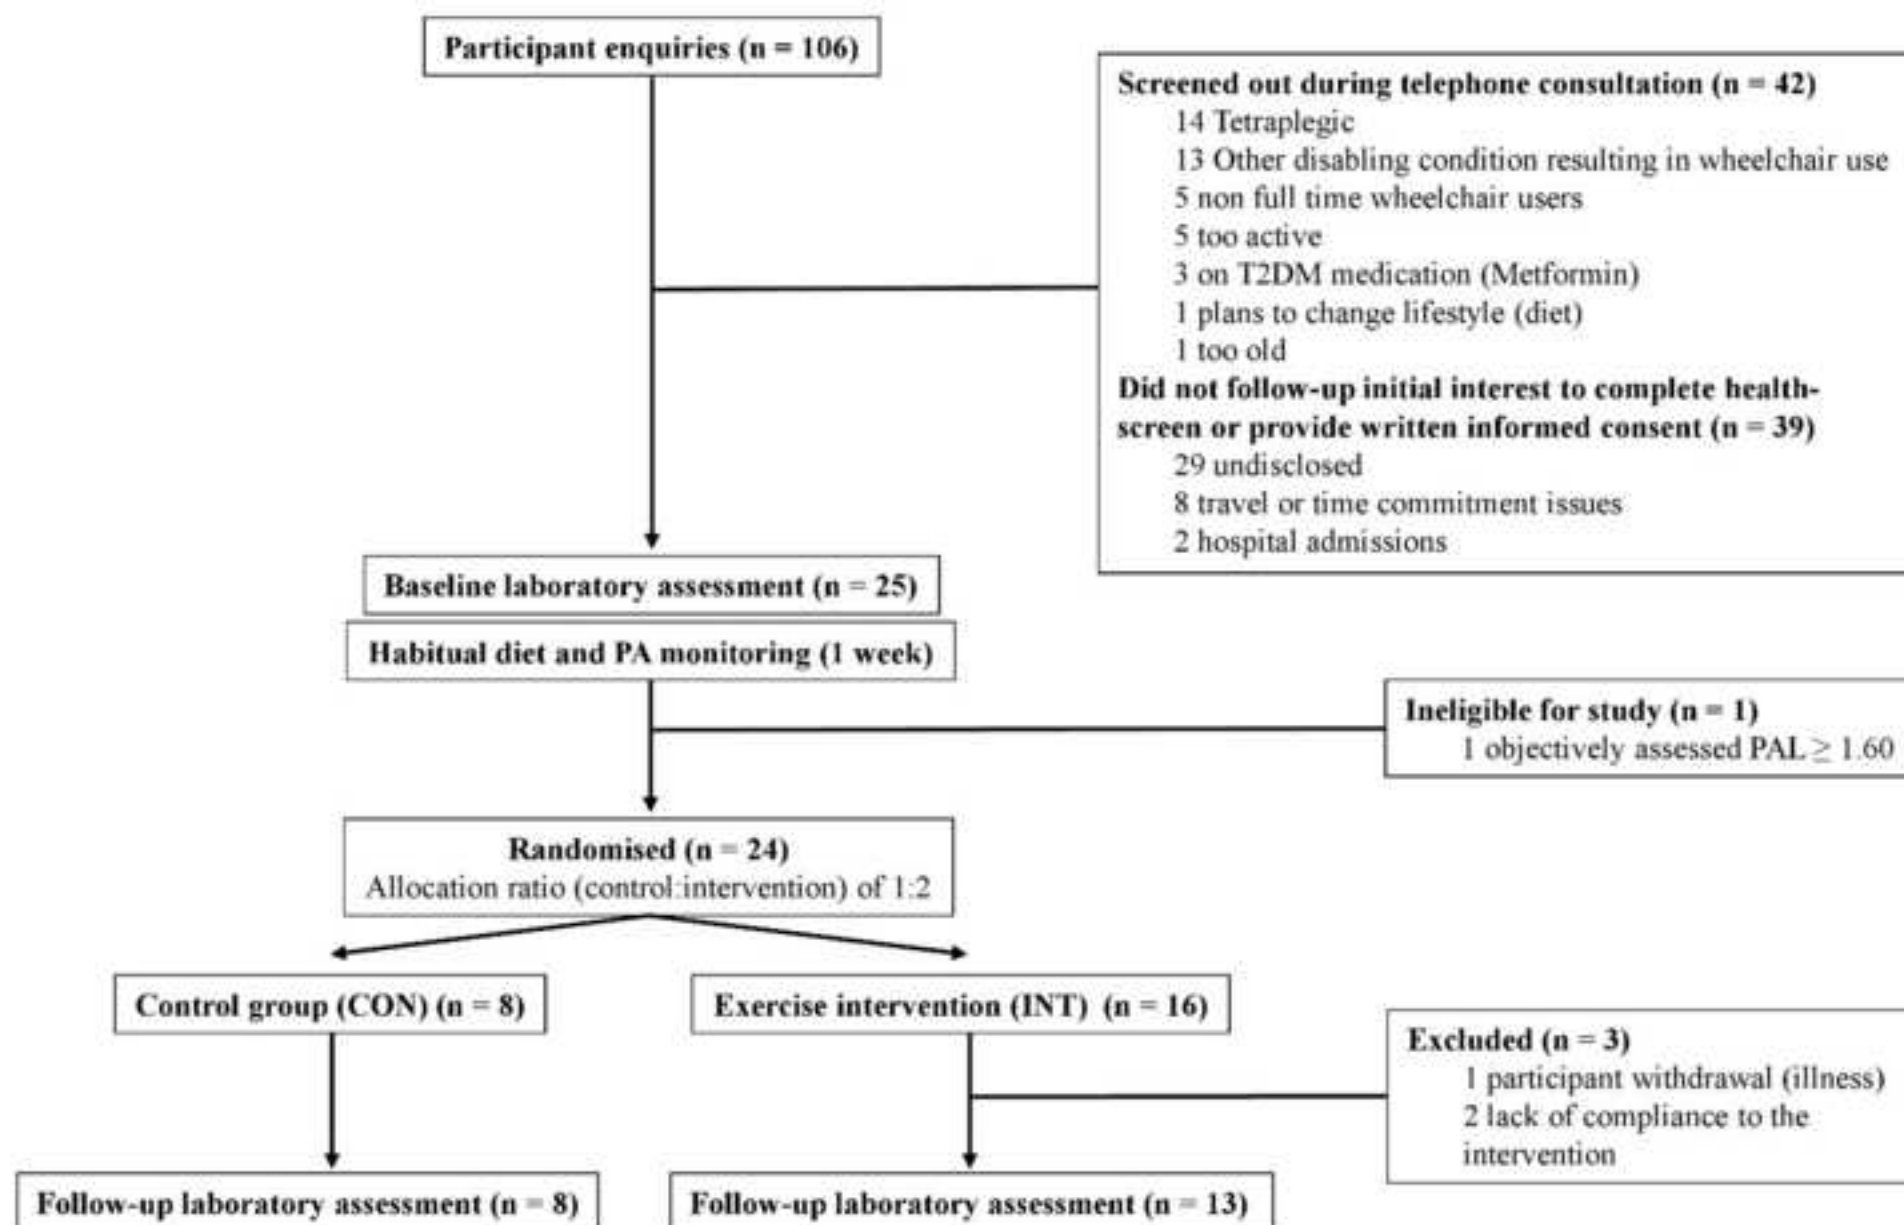 Participant enquiries (n = 106)
Screened out during telephone consultation (n = 42)
14 Tetraplegic
13 Other disabling condition resulting in wheelchair use
5 non full time wheelchair users
5 too active
3 on T2DM medication (Metformin)
1 plans to change lifestyle (diet)
1 too old
Did not follow-up initial interest to complete health-
screen or provide written informed consent (n = 39)
29 undisclosed
8 travel or time commitment issues
2 hospital admissions
Baseline laboratory assessment (n = 25)
Habitual diet and PA monitoring (1 week)
Ineligible for study (n = 1)
1 objectively assessed PAL ≥ 1.60
Randomised (n = 24)
Allocation ratio (control:intervention) of 1:2
Control group (CON) (n = 8)
Exercise intervention (INT) (n = 16)
Excluded (n = 3)
1 participant withdrawal (illness)
2 lack of compliance to the
intervention
Follow-up laboratory assessment (n = 8)
Follow-up laboratory assessment (n = 13)